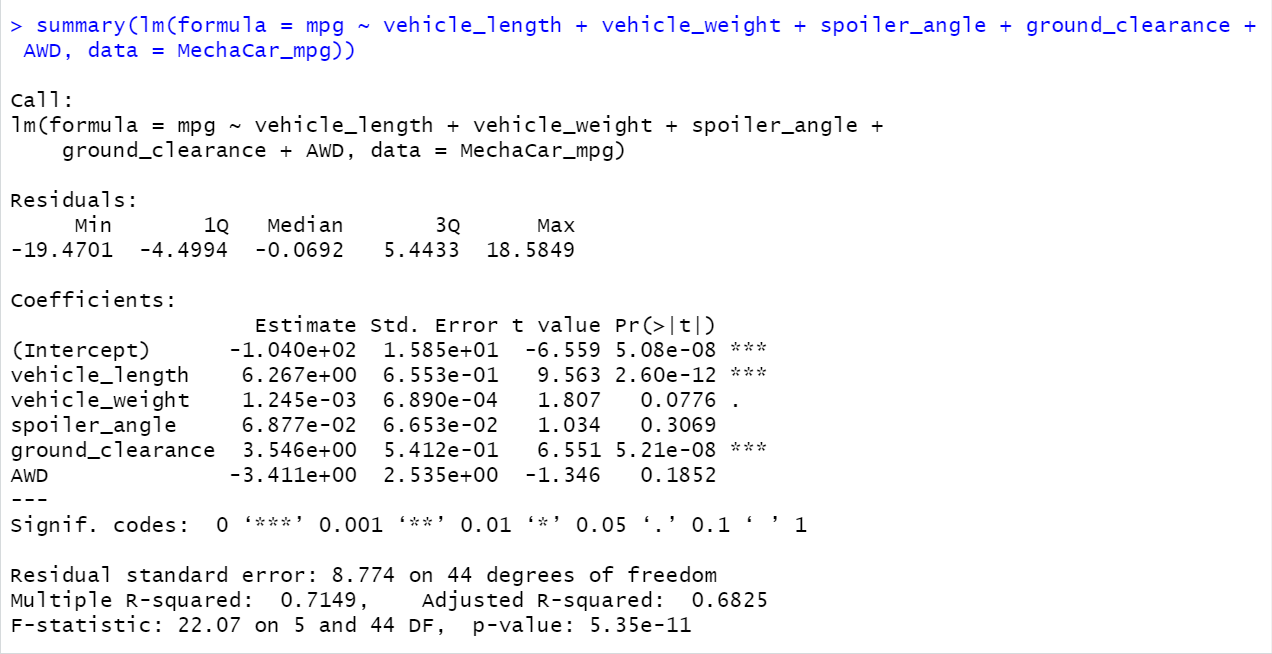 > summary(lm(formula = mpg ~ vehicle_length + vehicle_weight + spoiler_angle + ground_clearance +
 AWD, data = MechaCar_mpg))

Call:
lm(formula = mpg ~ vehicle_length + vehicle_weight + spoiler_angle +
    ground_clearance + AWD, data = MechaCar_mpg)

Residuals:
     Min       1Q   Median       3Q      Max
-19.4701  -4.4994  -0.0692   5.4433  18.5849

Coefficients:
                   Estimate Std. Error t value Pr(>|t|)
(Intercept)      -1.040e+02  1.585e+01  -6.559 5.08e-08 ***
vehicle_length    6.267e+00  6.553e-01   9.563 2.60e-12 ***
vehicle_weight    1.245e-03  6.890e-04   1.807   0.0776 .
spoiler_angle     6.877e-02  6.653e-02   1.034   0.3069
ground_clearance  3.546e+00  5.412e-01   6.551 5.21e-08 ***
AWD              -3.411e+00  2.535e+00  -1.346   0.1852
---
Signif. codes:  0 ‘***’ 0.001 ‘**’ 0.01 ‘*’ 0.05 ‘.’ 0.1 ‘ ’ 1

Residual standard error: 8.774 on 44 degrees of freedom
Multiple R-squared:  0.7149,	Adjusted R-squared:  0.6825
F-statistic: 22.07 on 5 and 44 DF,  p-value: 5.35e-11